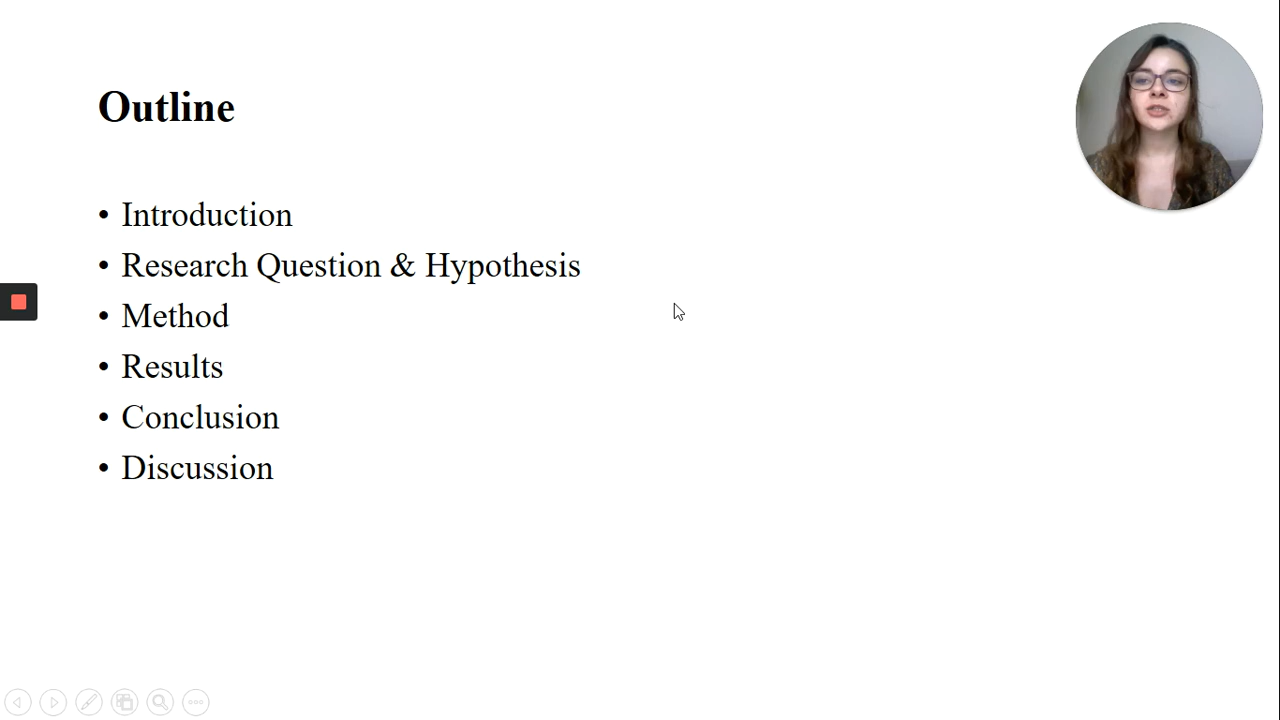 Outline
• Introduction
• Research Question & Hypothesis
• Method
• Results
• Conclusion
• Discussion